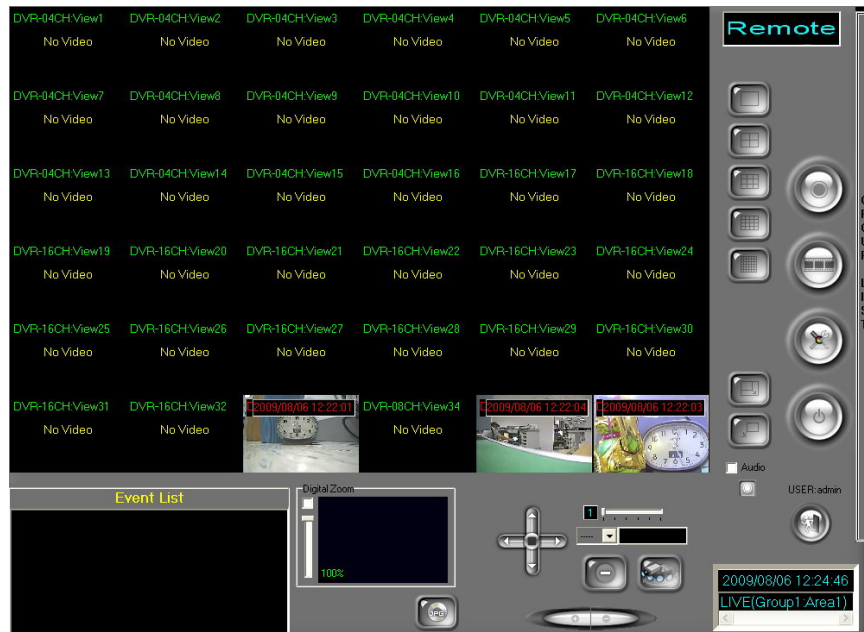 DVR-04CH:View1 DVR-04CH:View2 DVR-04CH:View3 DVR-04CH:View4 DVR-04CH:View5 DVR-04CH:View6
No Video No Video No Video No Video No Video No Video
Remote
DVR-04CH:View7 DVR-04CH:View8 DVR-04CH:View9 DVR-04CH:View10 DVR-04CH:View11 DVR-04CH:View12
No Video No Video No Video No Video No Video No Video
DVR-04CH:View13 DVR-04CH:View14 DVR-04CH:View15 DVR-04CH:View16 DVR-16CH:View17 DVR-16CH:View18
No Video No Video No Video No Video No Video No Video
DVR-16CH:View19 DVR-16CH:View20 DVR-16CH:View21 DVR-16CH:View22 DVR-16CH:View23 DVR-16CH:View24
No Video No Video No Video No Video No Video No Video
DVR-16CH:View25 DVR-16CH:View26 DVR-16CH:View27 DVR-16CH:View28 DVR-16CH:View29 DVR-16CH:View30
No Video No Video No Video No Video No Video No Video
DVR-16CH:View31 DVR-16CH:View32 2009/08/06 12:22:01 DVR-08CH:View34 2009/08/06 12:22:04 2009/08/06 12:22:03
No Video No Video No Video
Audio
USER:admin
Event List
Digital Zoom
1
-----
100%
JPG
2009/08/06 12:24:46
LIVE(Group1:Area1)